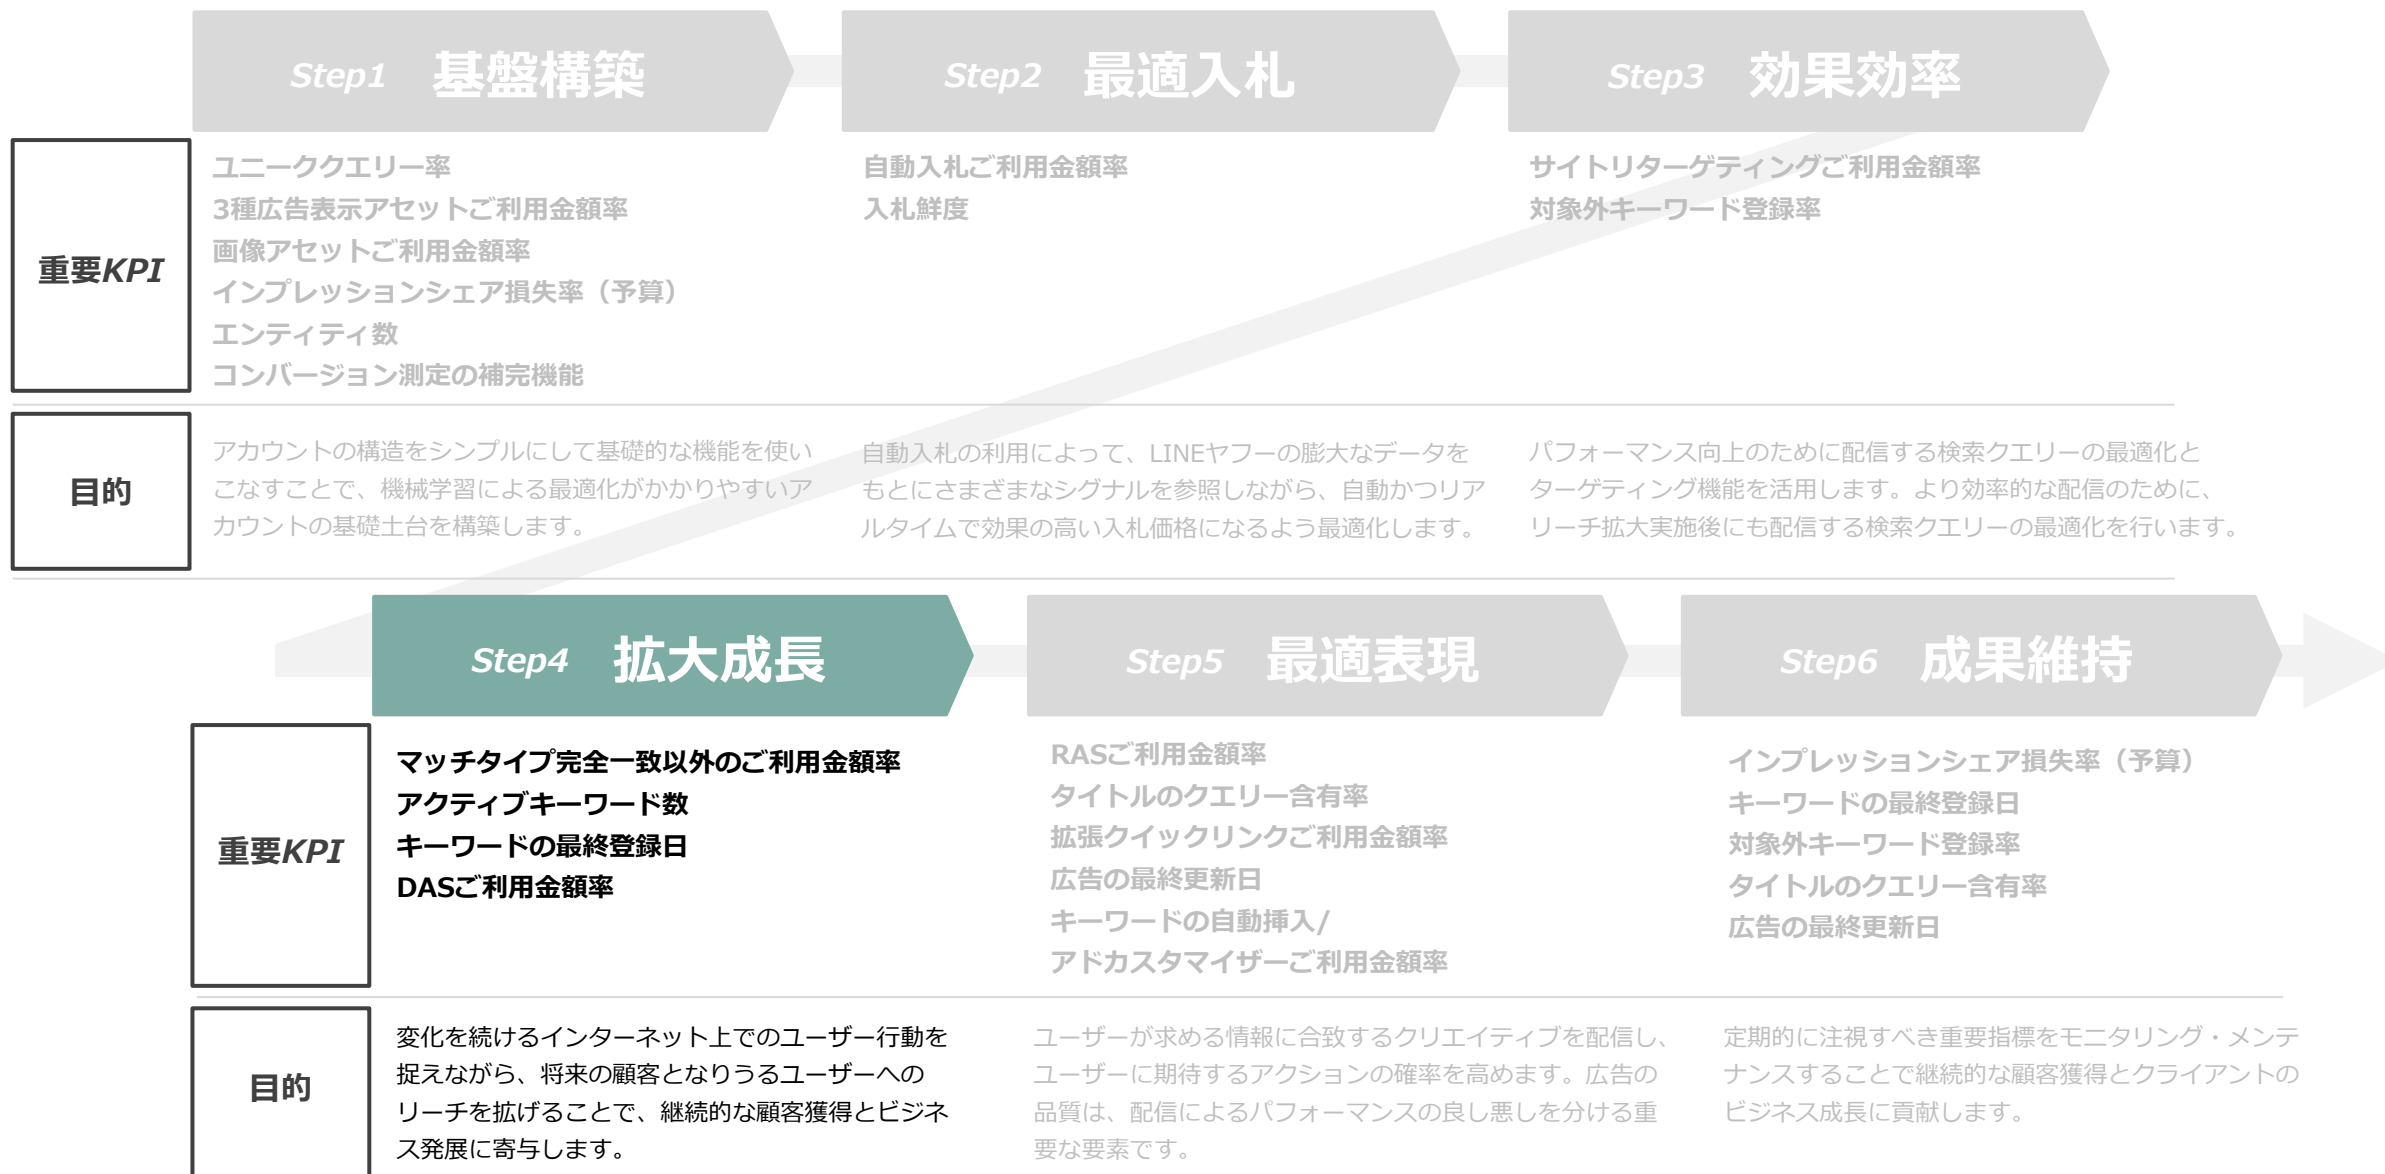 Step1 基盤構築
Step2 最適入札
Step3 効果効率
重要KPI
ユニーククエリー率
3種広告表示アセットご利用金額率
画像アセットご利用金額率
インプレッションシェア損失率（予算）
エンティティ数
コンバージョン測定の補完機能
自動入札ご利用金額率
入札鮮度
サイトリターゲティングご利用金額率
対象外キーワード登録率
目的
アカウントの構造をシンプルにして基礎的な機能を使い
こなすことで、機械学習による最適化がかかりやすいア
カウントの基礎土台を構築します。
自動入札の利用によって、LINEヤフーの膨大なデータを
もとにさまざまなシグナルを参照しながら、自動かつリア
ルタイムで効果の高い入札価格になるよう最適化します。
パフォーマンス向上のために配信する検索クエリーの最適化と
ターゲティング機能を活用します。より効率的な配信のために、
リーチ拡大実施後にも配信する検索クエリーの最適化を行います。
Step4 拡大成長
Step5 最適表現
Step6 成果維持
重要KPI
マッチタイプ完全一致以外のご利用金額率
アクティブキーワード数
キーワードの最終登録日
DASご利用金額率
RASご利用金額率
タイトルのクエリー含有率
拡張クイックリンクご利用金額率
広告の最終更新日
キーワードの自動挿入/
アドカスタマイザーご利用金額率
インプレッションシェア損失率（予算）
キーワードの最終登録日
対象外キーワード登録率
タイトルのクエリー含有率
広告の最終更新日
目的
変化を続けるインターネット上でのユーザー行動を
捉えながら、将来の顧客となりうるユーザーへの
リーチを拡げることで、継続的な顧客獲得とビジネ
ス発展に寄与します。
ユーザーが求める情報に合致するクリエイティブを配信し、
ユーザーに期待するアクションの確率を高めます。広告の
品質は、配信によるパフォーマンスの良し悪しを分ける重
要な要素です。
定期的に注視すべき重要指標をモニタリング・メンテ
ナンスすることで継続的な顧客獲得とクライアントの
ビジネス成長に貢献します。